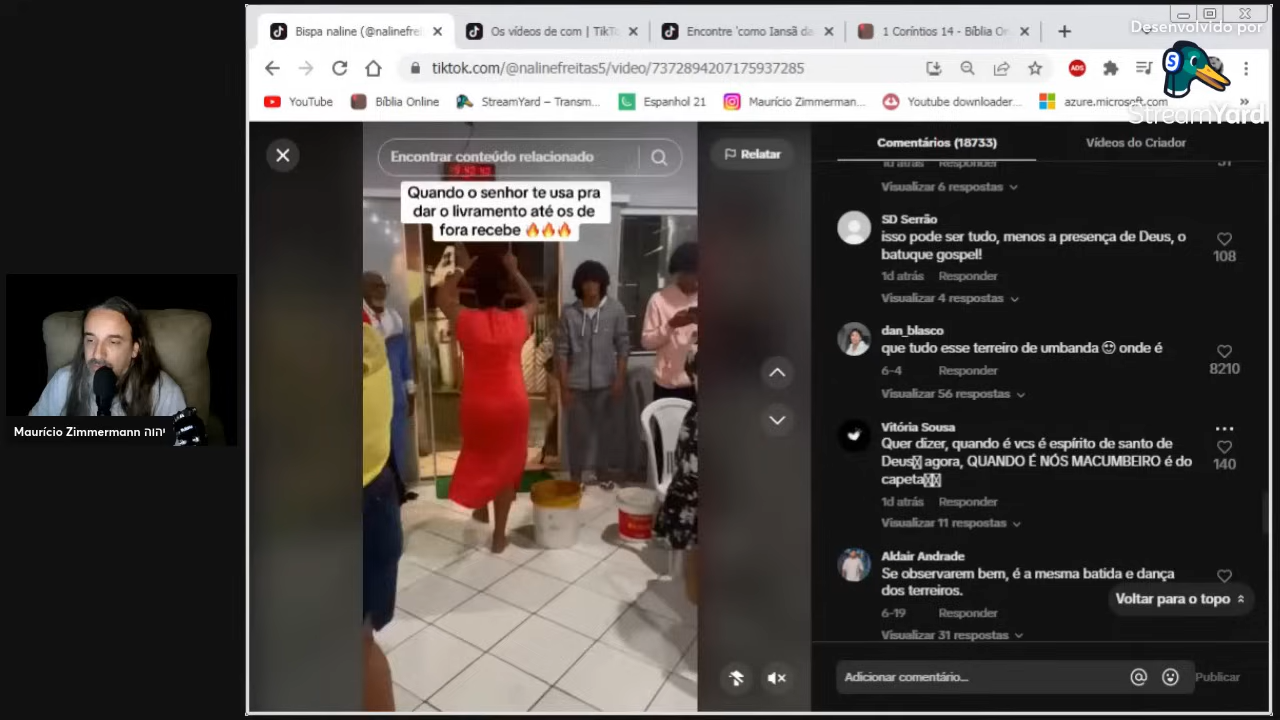 Bispa naline (@nalinefrei
Os vídeos de com | TikT
Encontre 'como Iansã da
1 Coríntios 14 - Bíblia On
Desenvolvido por
StreamYard
tiktok.com/@nalinefreitas5/video/7372894207175937285
ADS
YouTube
Bíblia Online
StreamYard – Transm...
Espanhol 21
Maurício Zimmerman...
Youtube downloader...
azure.microsoft.com
Encontrar conteúdo relacionado
Relatar
Quando o senhor te usa pra
dar o livramento até os de
fora recebe 🔥🔥🔥
Comentários (18733)
Vídeos do Criador
1d atrás Responder
Visualizar 6 respostas
SD Serrão
isso pode ser tudo, menos a presença de Deus, o
batuque gospel!
108
1d atrás Responder
Visualizar 4 respostas
dan_blasco
que tudo esse terreiro de umbanda 😍 onde é
8210
6-4 Responder
Visualizar 56 respostas
Vitória Sousa
Quer dizer, quando é vcs é espírito de santo de
Deus agora, QUANDO É NÓS MACUMBEIRO é do
capeta
140
1d atrás Responder
Visualizar 11 respostas
Aldair Andrade
Se observarem bem, é a mesma batida e dança
dos terreiros.
6-19 Responder
Visualizar 31 respostas
Voltar para o topo
Adicionar comentário...
Publicar
Maurício Zimmermann יהוה